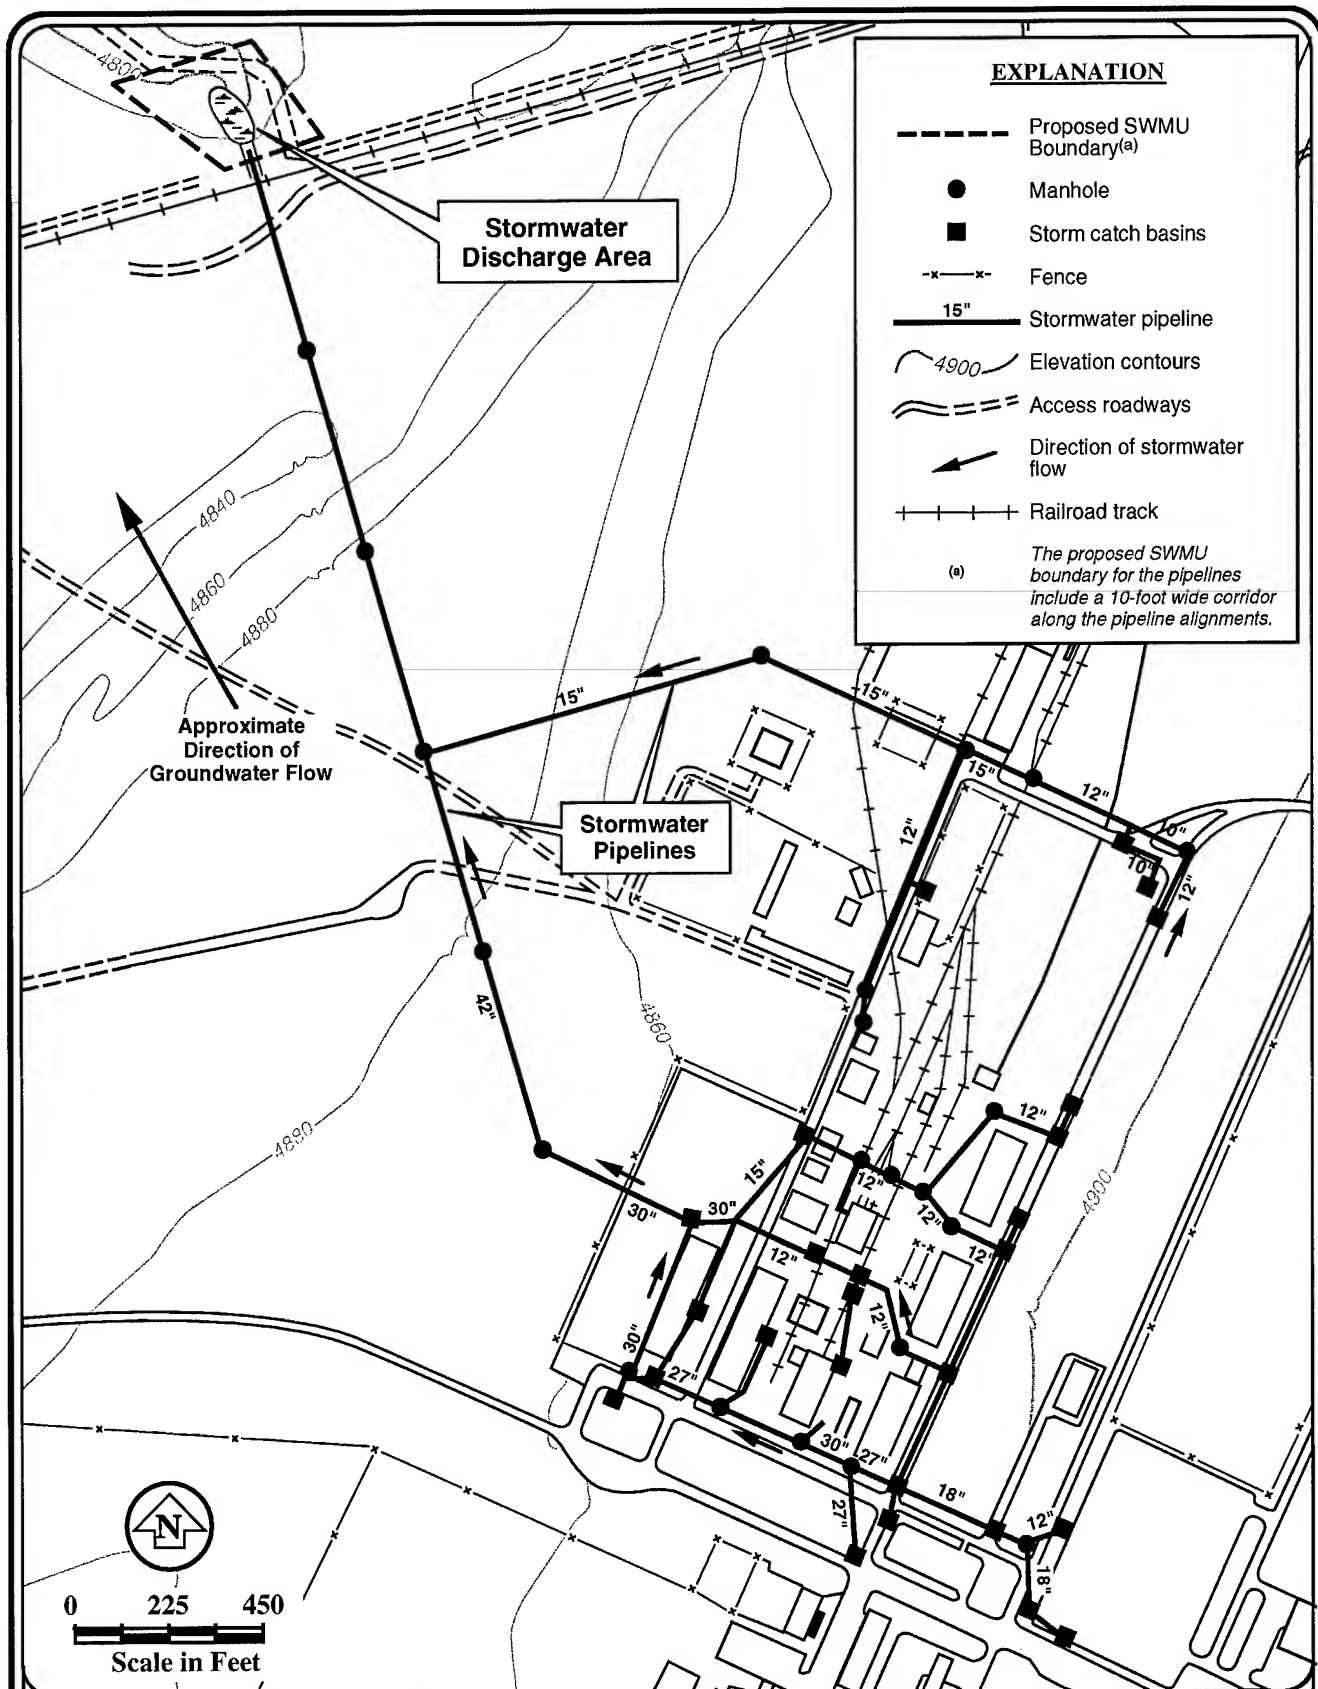 EXPLANATION
Proposed SWMU
Boundary(a)
Manhole
Storm catch basins
Fence
15"
Stormwater pipeline
4900
Elevation contours
Access roadways
Direction of stormwater
flow
Railroad track
(a)
The proposed SWMU
boundary for the pipelines
include a 10-foot wide corridor
along the pipeline alignments.
4800
Stormwater
Discharge Area
4840
4860
4880
Approximate
Direction of
Groundwater Flow
15"
15"
15"
12"
10"
10"
12"
12"
Stormwater
Pipelines
42"
4860
4880
4900
12"
15"
12"
12"
12"
30"
30"
12"
12"
30"
27"
30"
27"
27"
18"
12"
18"
N
0 225 450
Scale in Feet